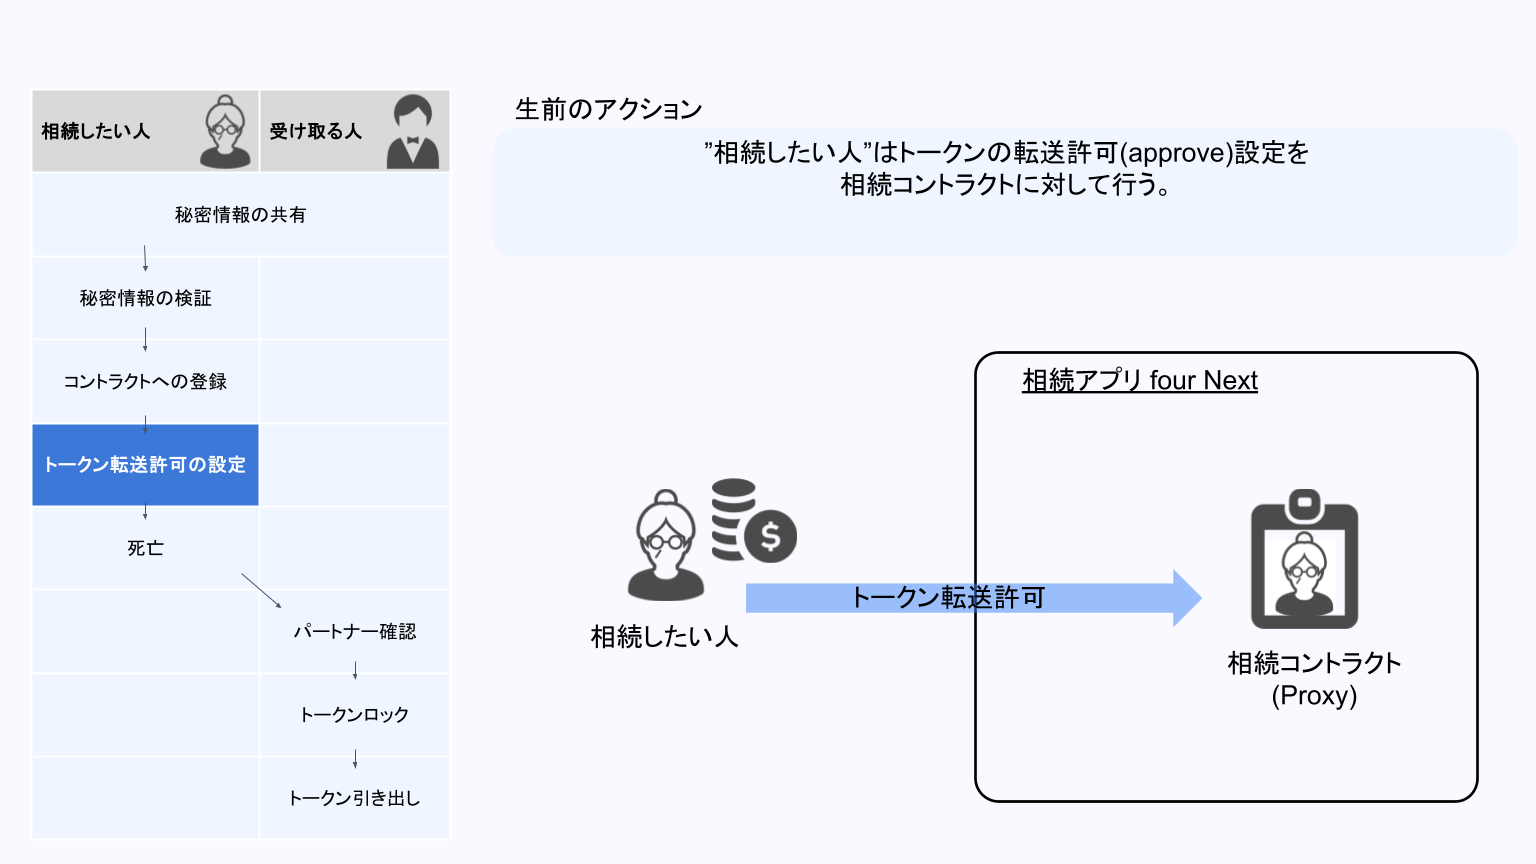 相続したい人
受け取る人
秘密情報の共有
秘密情報の検証
コントラクトへの登録
トークン転送許可の設定
死亡
パートナー確認
トークンロック
トークン引き出し
生前のアクション
”相続したい人”はトークンの転送許可(approve)設定を
相続コントラクトに対して行う。
相続アプリ four Next
$
トークン転送許可
相続したい人
相続コントラクト
(Proxy)